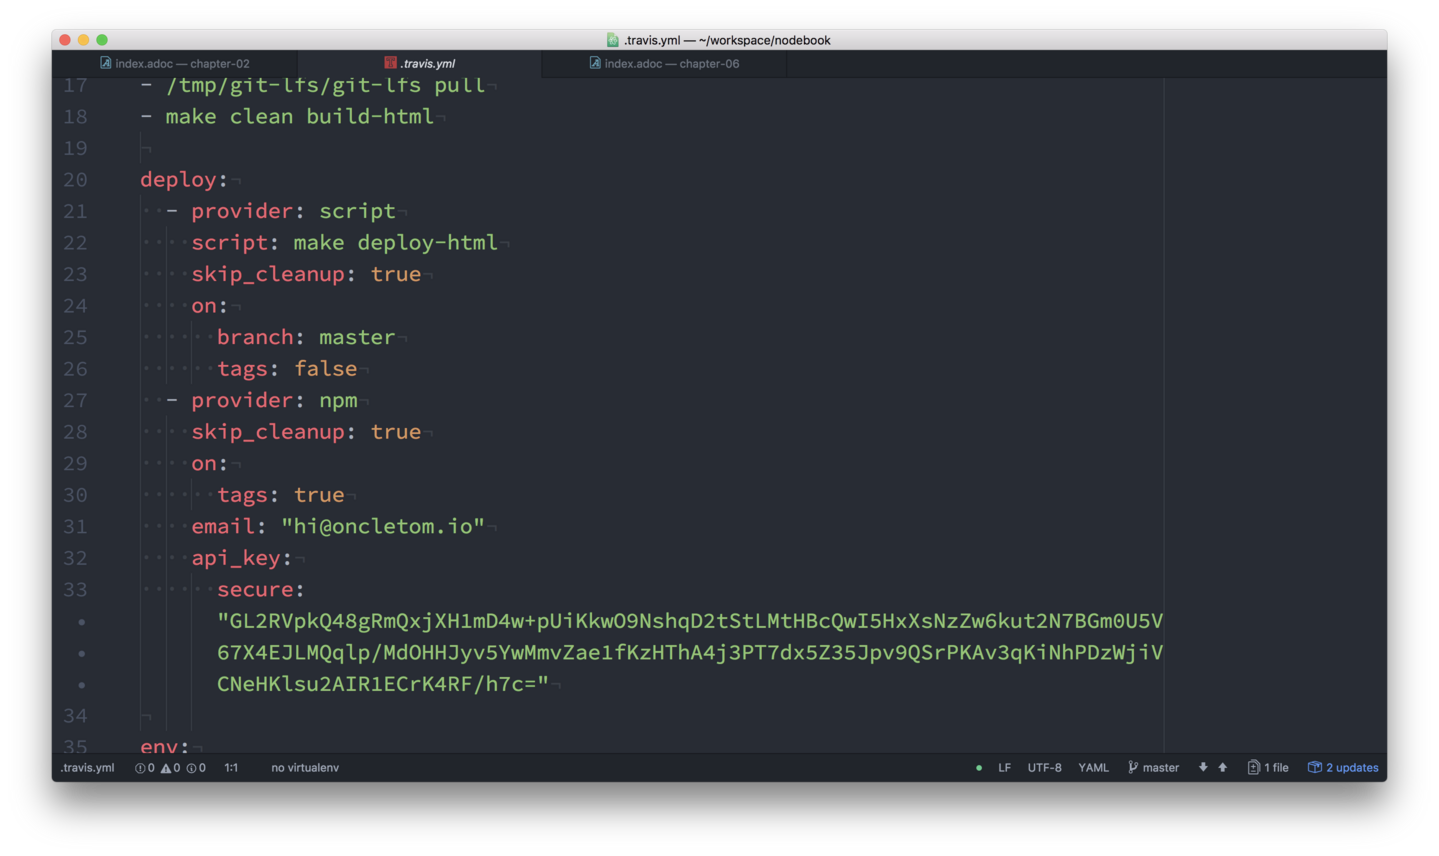 .travis.yml — ~/workspace/nodebook
index.adoc — chapter-02
.travis.yml
index.adoc — chapter-06
17 - /tmp/git-lfs/git-lfs pull¬
18 - make clean build-html¬
19 ¬
20 deploy:¬
21 - provider: script¬
22 script: make deploy-html¬
23 skip_cleanup: true¬
24 on:¬
25 branch: master¬
26 tags: false¬
27 - provider: npm¬
28 skip_cleanup: true¬
29 on:¬
30 tags: true¬
31 email: "hi@oncletom.io"¬
32 api_key:¬
33 secure:
• "GL2RVpkQ48gRmQxjXH1mD4w+pUiKkwO9NshqD2tStLMtHBcQwI5HxXsNzZw6kut2N7BGm0U5V
• 67X4EJLMQqlp/MdOHHJyv5YwMmvZae1fKzHThA4j3PT7dx5Z35Jpv9QSrPKAv3qKiNhPDzWjiV
• CNeHKlsu2AIR1ECrK4RF/h7c="¬
34 ¬
35 env:¬
.travis.yml 0 0 0 1:1 no virtualenv LF UTF-8 YAML master 1 file 2 updates